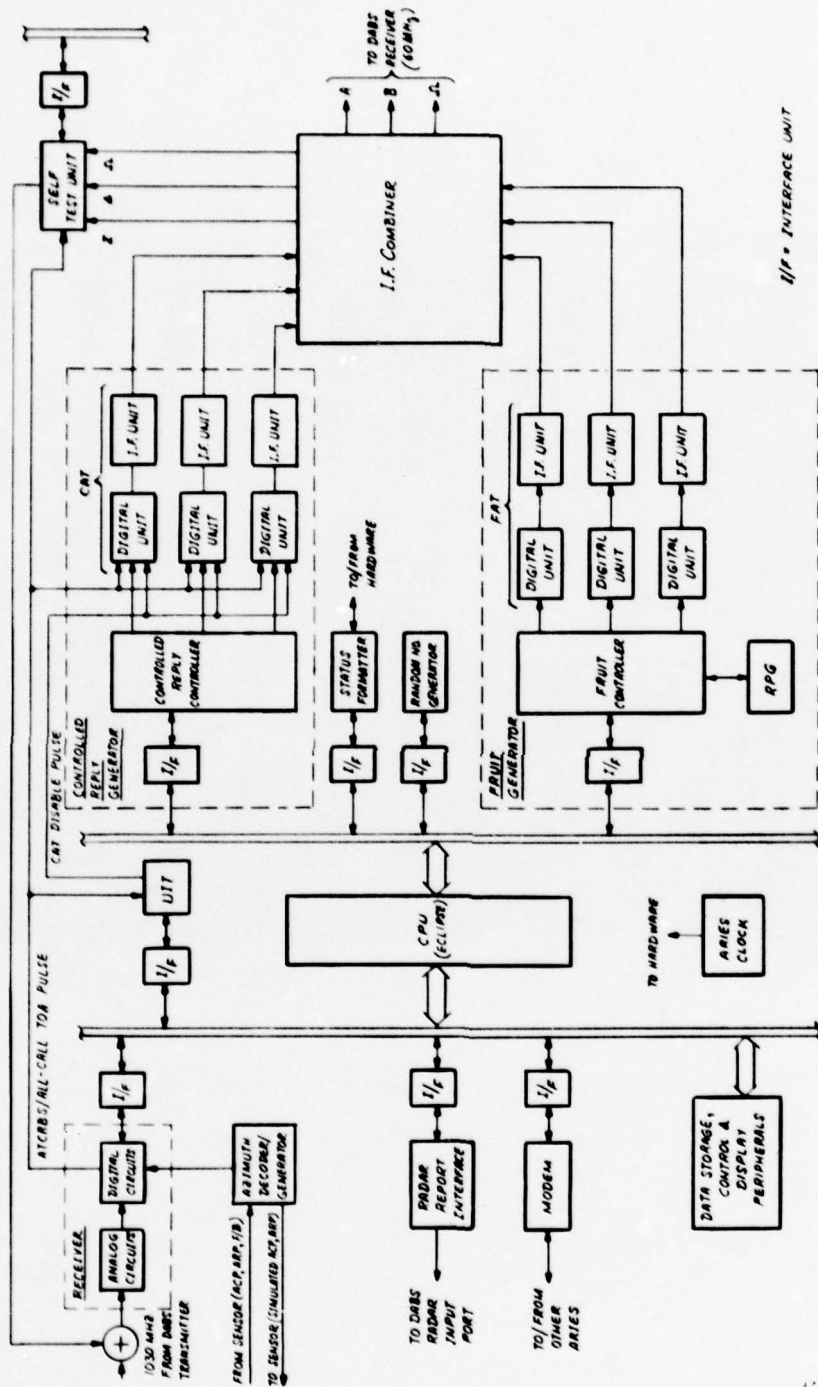 1030 MHZ
FROM DABS
TRANSMITTER
RECEIVER
ANALOG
CIRCUITS
DIGITAL
CIRCUITS
I/F
ATCRBS/ALL-CALL TOA PULSE
CAT DISABLE PULSE
FROM SENSOR (ACP, ARP, F/B)
TO SENSOR (SIMULATED ACP, ARP)
AZIMUTH
DECODER/
GENERATOR
TO DABS
RADAR
INPUT
PORT
RADAR
REPORT
INTERFACE
I/F
TO/FROM
OTHER
ARIES
MODEM
I/F
DATA STORAGE,
CONTROL &
DISPLAY
PERIPHERALS
I/F
UIT
CPU
(ECLIPSE)
TO HARDWARE
ARIES
CLOCK
CONTROLLED
REPLY
GENERATOR
I/F
CONTROLLED
REPLY
CONTROLLER
CAT
DIGITAL
UNIT
I.F. UNIT
DIGITAL
UNIT
I.F. UNIT
DIGITAL
UNIT
I.F. UNIT
I/F
STATUS
FORMATTER
TO/FROM
HARDWARE
I/F
RANDOM NO.
GENERATOR
FRUIT
GENERATOR
I/F
FRUIT
CONTROLLER
RPG
FAT
DIGITAL
UNIT
I.F. UNIT
DIGITAL
UNIT
I.F. UNIT
DIGITAL
UNIT
I.F. UNIT
SELF
TEST UNIT
I/F
Σ
Δ
Ω
I.F. COMBINER
A
B
Ω
TO DABS
RECEIVER
(60 MHz)
I/F = INTERFACE UNIT